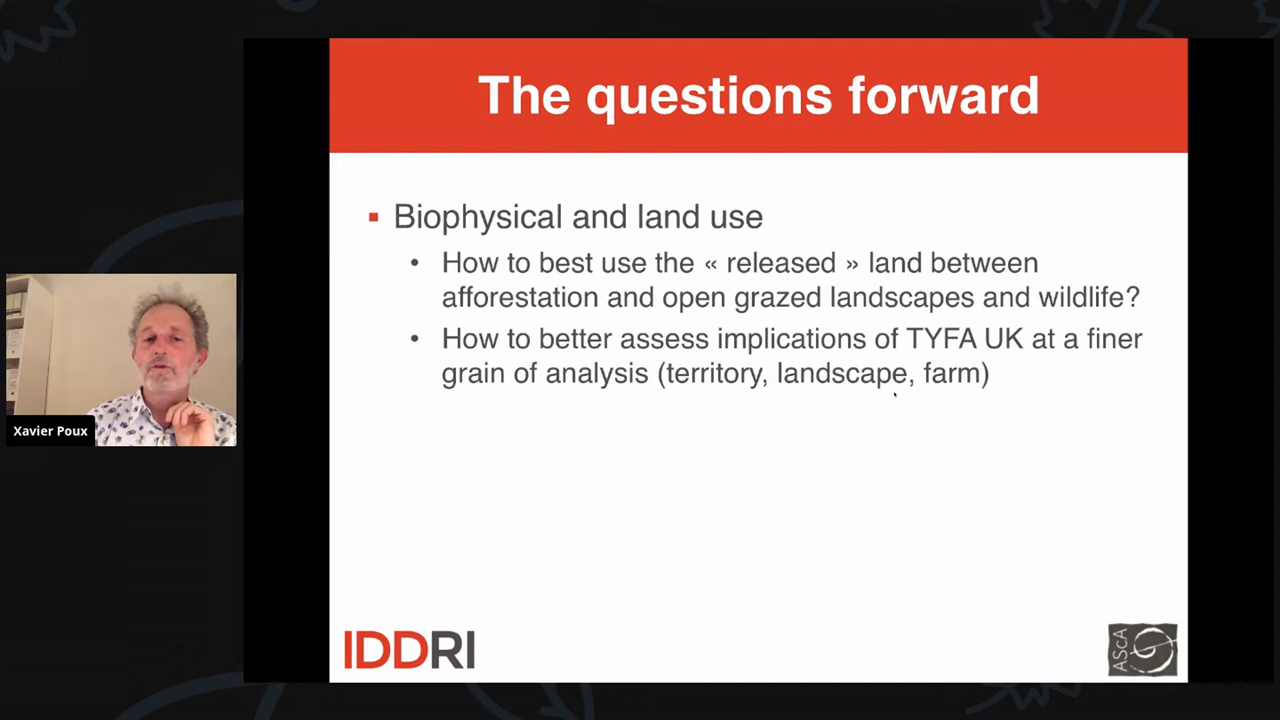 The questions forward
▪ Biophysical and land use
• How to best use the « released » land between
afforestation and open grazed landscapes and wildlife?
• How to better assess implications of TYFA UK at a finer
grain of analysis (territory, landscape, farm)
Xavier Poux
IDDRI
ASCA